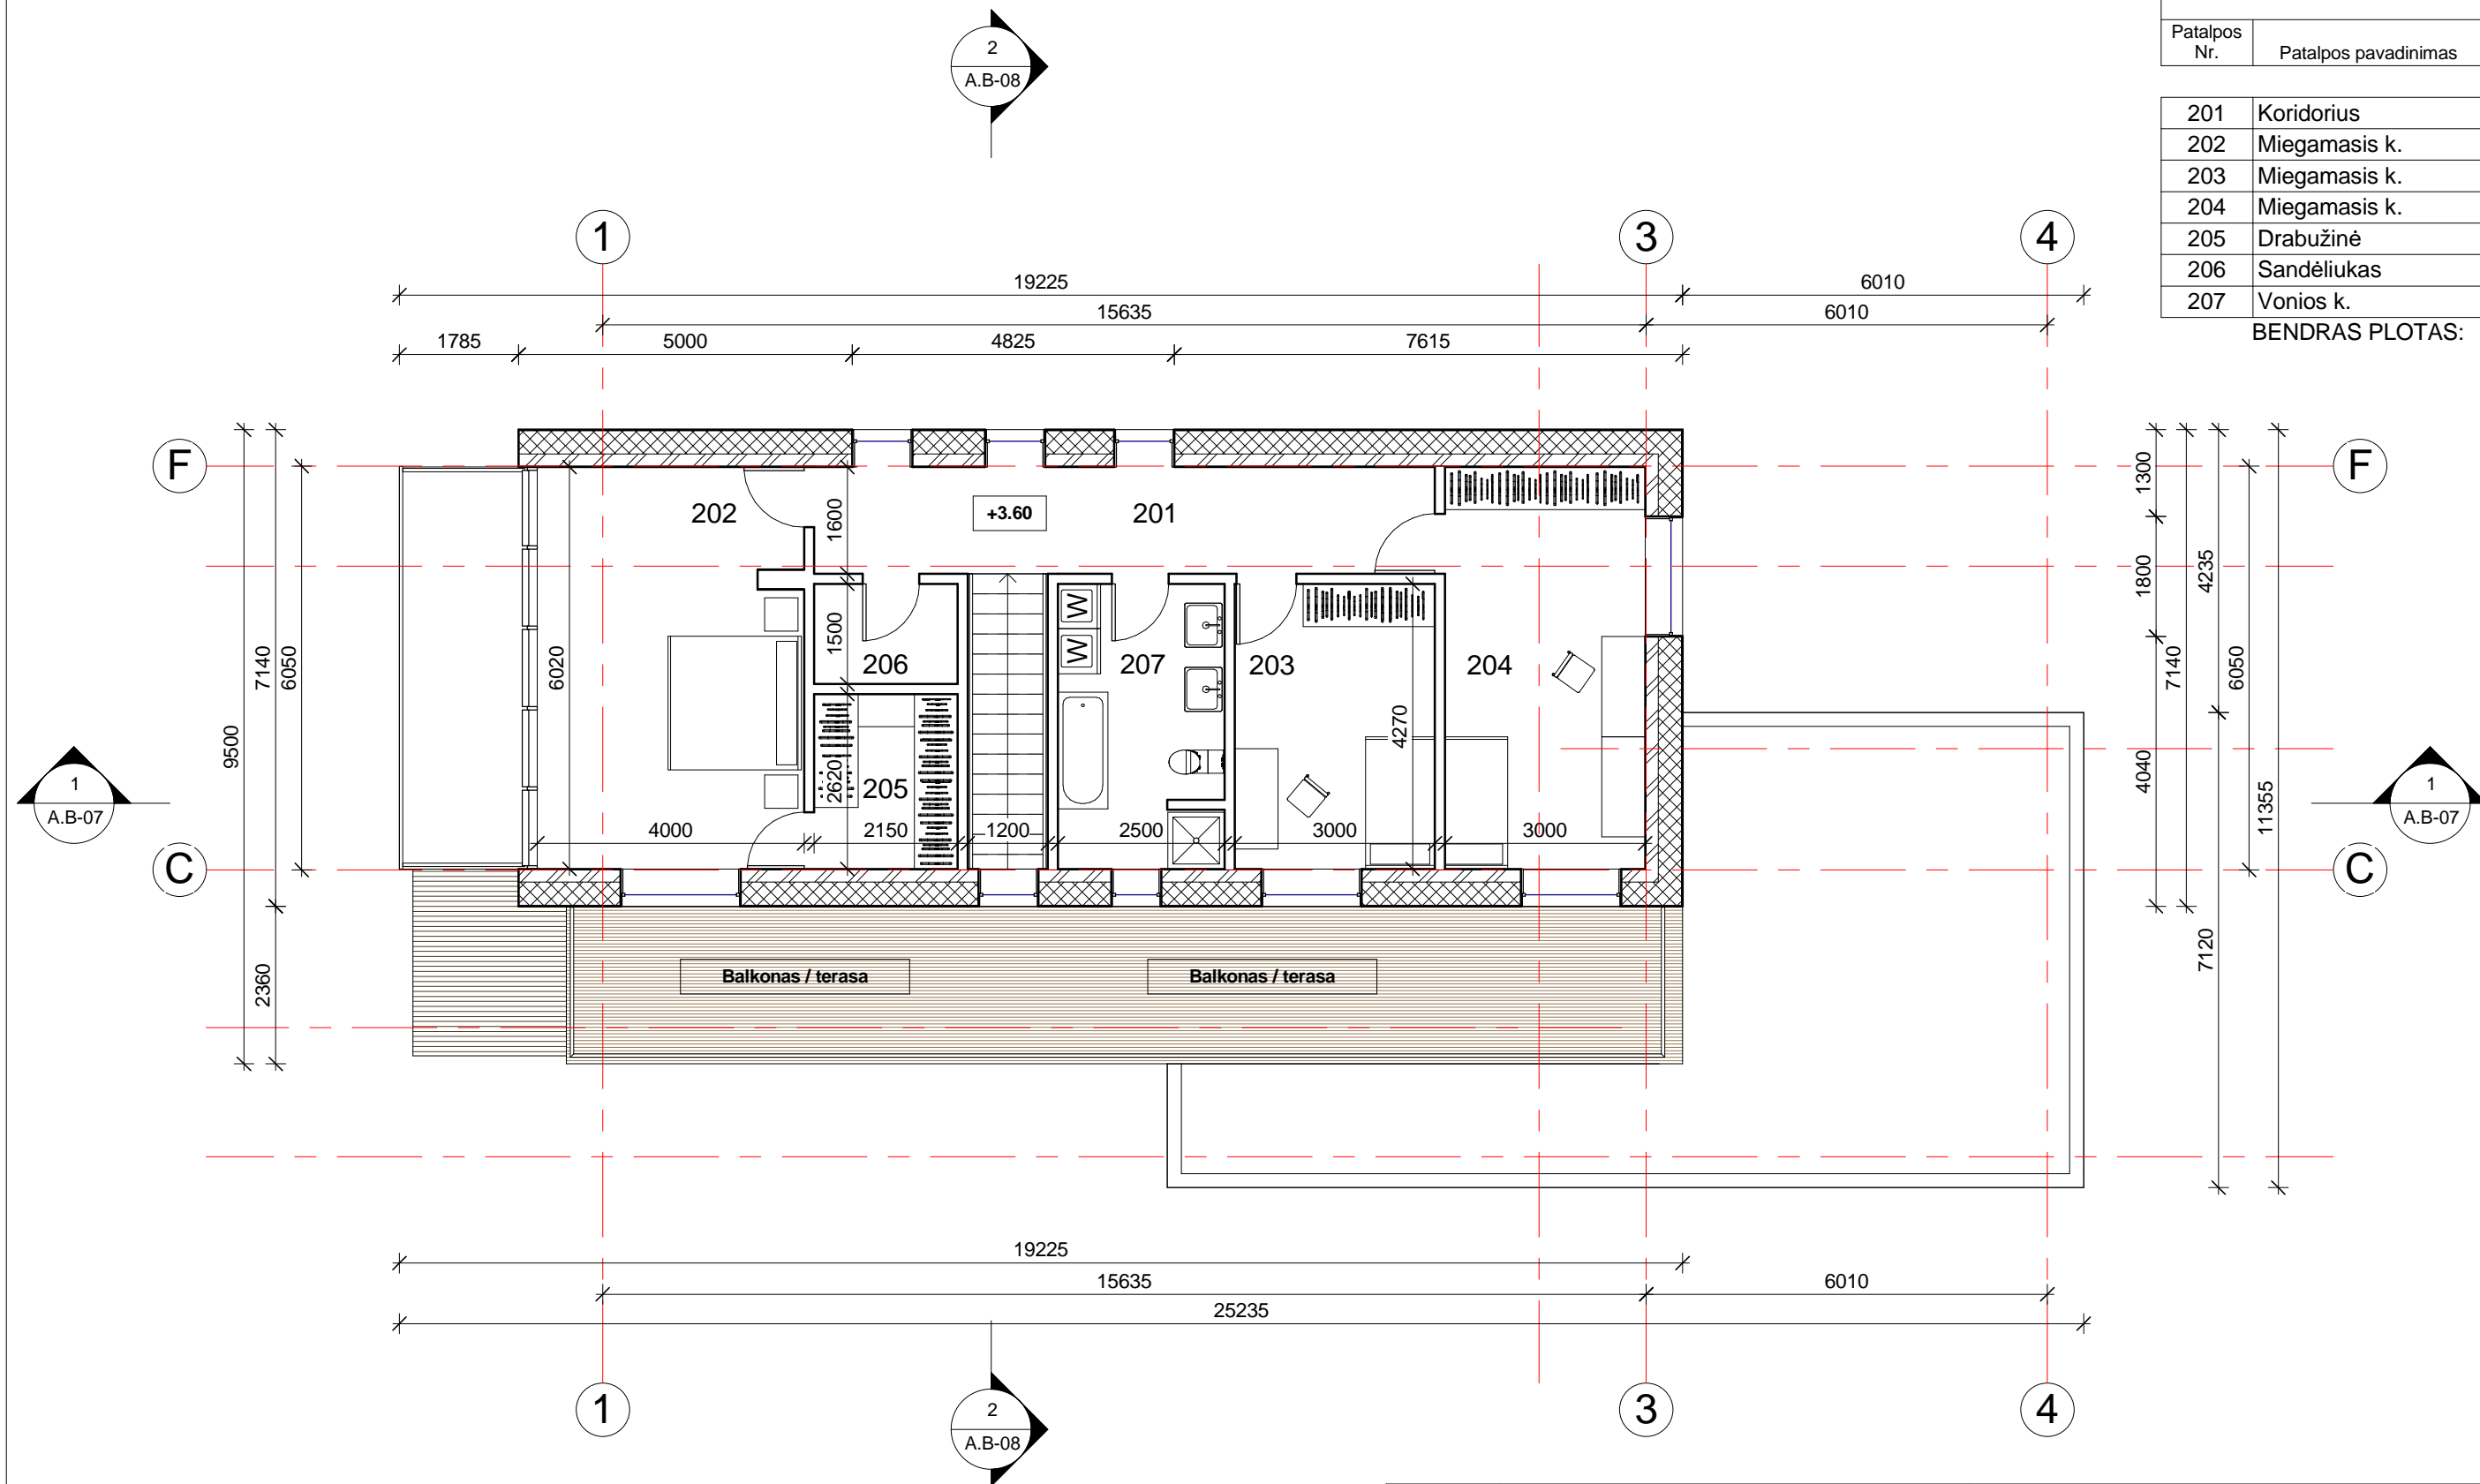 2
A.B-08
Patalpos
Nr.
Patalpos pavadinimas
201 Koridorius
202 Miegamasis k.
203 Miegamasis k.
204 Miegamasis k.
205 Drabužinė
206 Sandėliukas
207 Vonios k.
BENDRAS PLOTAS:
1 3 4
19225 6010
15635 6010
1785 5000 4825 7615
F F
202 +3.60 201
1600
1500
6020
206 207 203 204
W
W
205
2620
4270
4000 2150 1200 2500 3000 3000
9500
7140
6050
2360
1300
1800
4040
7140
4235
7120
6050
11355
1
A.B-07
1
A.B-07
C C
Balkonas / terasa Balkonas / terasa
19225
15635 6010
25235
1 3 4
2
A.B-08